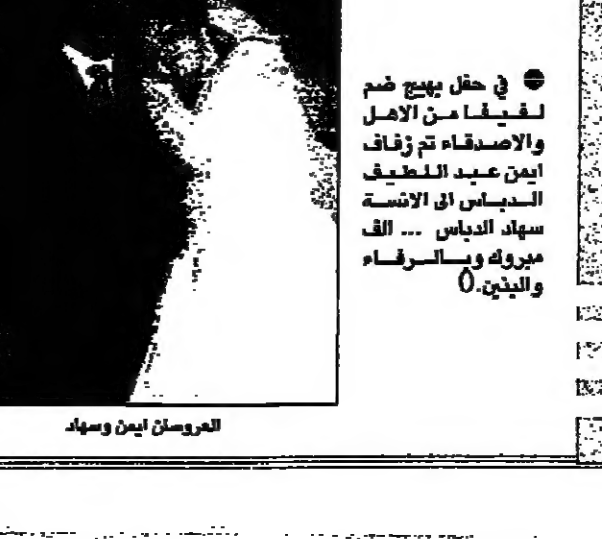 ● في حفل بهيج ضم
لفيفا من الاهل
والاصدقاء تم زفاف
ايمن عبد اللطيف
الدباس الى الانسة
سهاد الدباس ... الف
مبروك وبالرفاء
والبنين.()
العروسان ايمن وسهاد